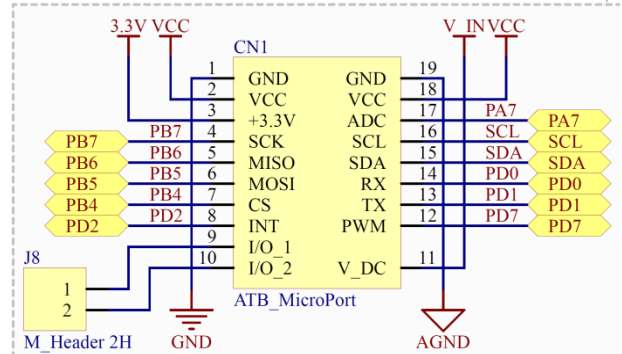 3.3V VCC V_IN VCC
CN1
1 GND GND 19
2 VCC VCC 18
3 +3.3V ADC 17 PA7 PA7
PB7 PB7 4 SCK SCL 16 SCL SCL
PB6 PB6 5 MISO SDA 15 SDA SDA
PB5 PB5 6 MOSI RX 14 PD0 PD0
PB4 PB4 7 CS TX 13 PD1 PD1
PD2 PD2 8 INT PWM 12 PD7 PD7
9 I/O_1
J8 10 I/O_2 V_DC 11
1
2
ATB_MicroPort
M_Header 2H GND AGND